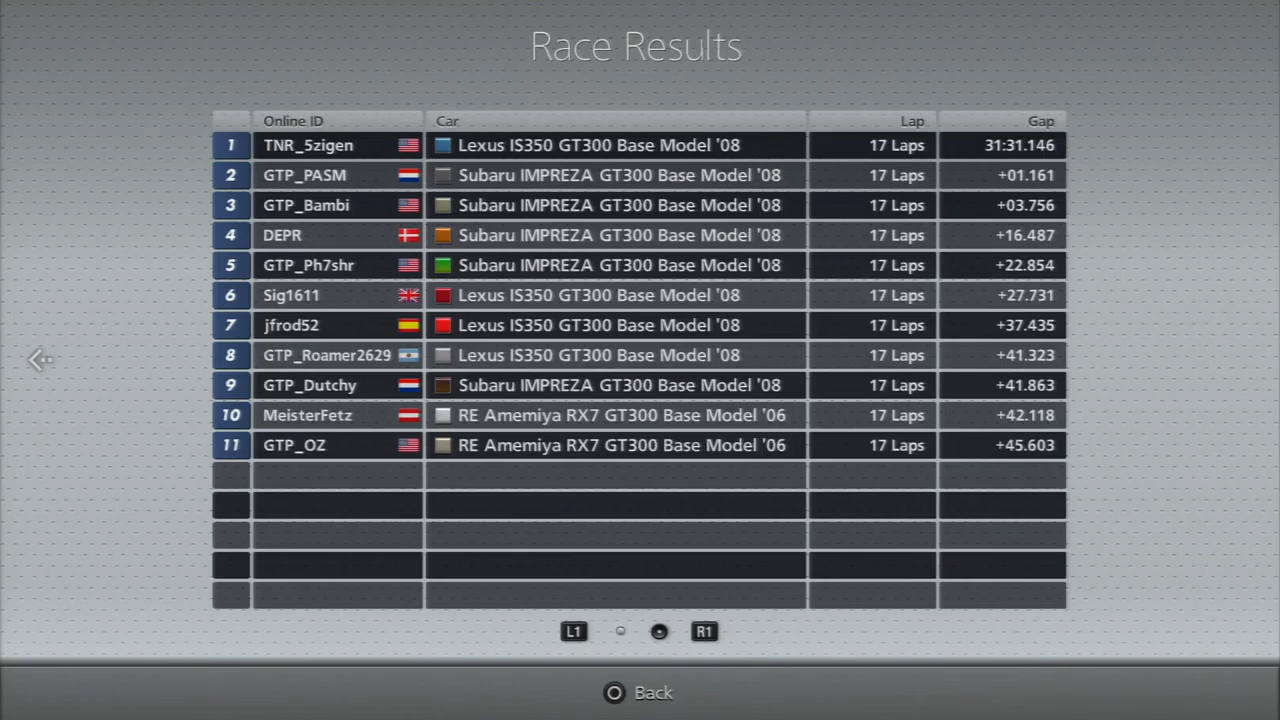 Race Results
Online ID Car Lap Gap
1 TNR_5zigen Lexus IS350 GT300 Base Model '08 17 Laps 31:31.146
2 GTP_PASM Subaru IMPREZA GT300 Base Model '08 17 Laps +01.161
3 GTP_Bambi Subaru IMPREZA GT300 Base Model '08 17 Laps +03.756
4 DEPR Subaru IMPREZA GT300 Base Model '08 17 Laps +16.487
5 GTP_Ph7shr Subaru IMPREZA GT300 Base Model '08 17 Laps +22.854
6 Sig1611 Lexus IS350 GT300 Base Model '08 17 Laps +27.731
7 jfrod52 Lexus IS350 GT300 Base Model '08 17 Laps +37.435
8 GTP_Roamer2629 Lexus IS350 GT300 Base Model '08 17 Laps +41.323
9 GTP_Dutchy Subaru IMPREZA GT300 Base Model '08 17 Laps +41.863
10 MeisterFetz RE Amemiya RX7 GT300 Base Model '06 17 Laps +42.118
11 GTP_OZ RE Amemiya RX7 GT300 Base Model '06 17 Laps +45.603
L1 R1
Back